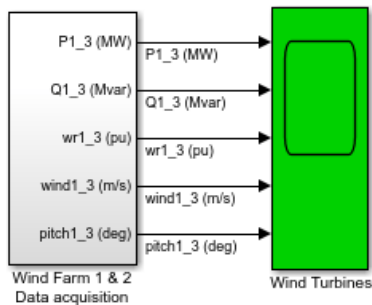 P1_3 (MW)
P1_3 (MW)
Q1_3 (Mvar)
Q1_3 (Mvar)
wr1_3 (pu)
wr1_3 (pu)
wind1_3 (m/s)
wind1_3 (m/s)
pitch1_3 (deg)
pitch1_3 (deg)
Wind Farm 1 & 2
Data acquisition
Wind Turbines